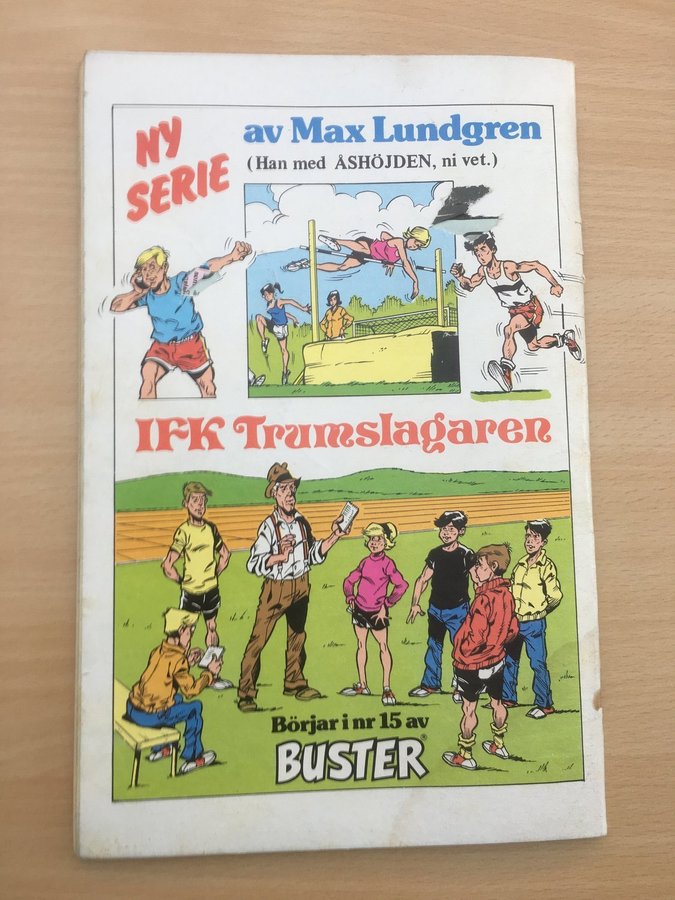 NY
SERIE
av Max Lundgren
(Han med ÅSHÖJDEN, ni vet.)
IFK Trumslagaren
Börjar i nr 15 av
BUSTER®